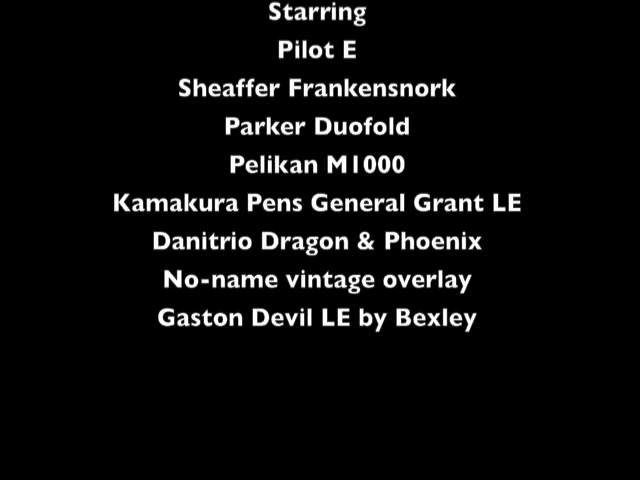 Starring
Pilot E
Sheaffer Frankensnork
Parker Duofold
Pelikan M1000
Kamakura Pens General Grant LE
Danitrio Dragon & Phoenix
No-name vintage overlay
Gaston Devil LE by Bexley